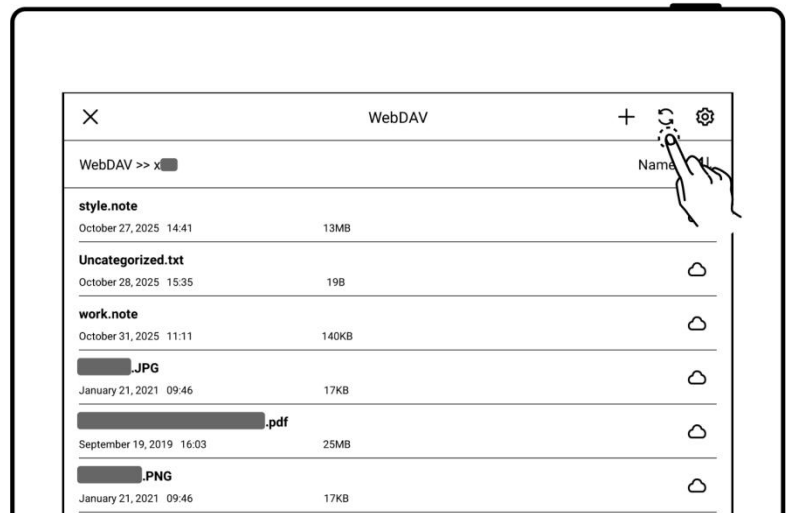 WebDAV
WebDAV >> x
Name
style.note
October 27, 2025 14:41 13MB
Uncategorized.txt
October 28, 2025 15:35 19B
work.note
October 31, 2025 11:11 140KB
.JPG
January 21, 2021 09:46 17KB
.pdf
September 19, 2019 16:03 25MB
.PNG
January 21, 2021 09:46 17KB